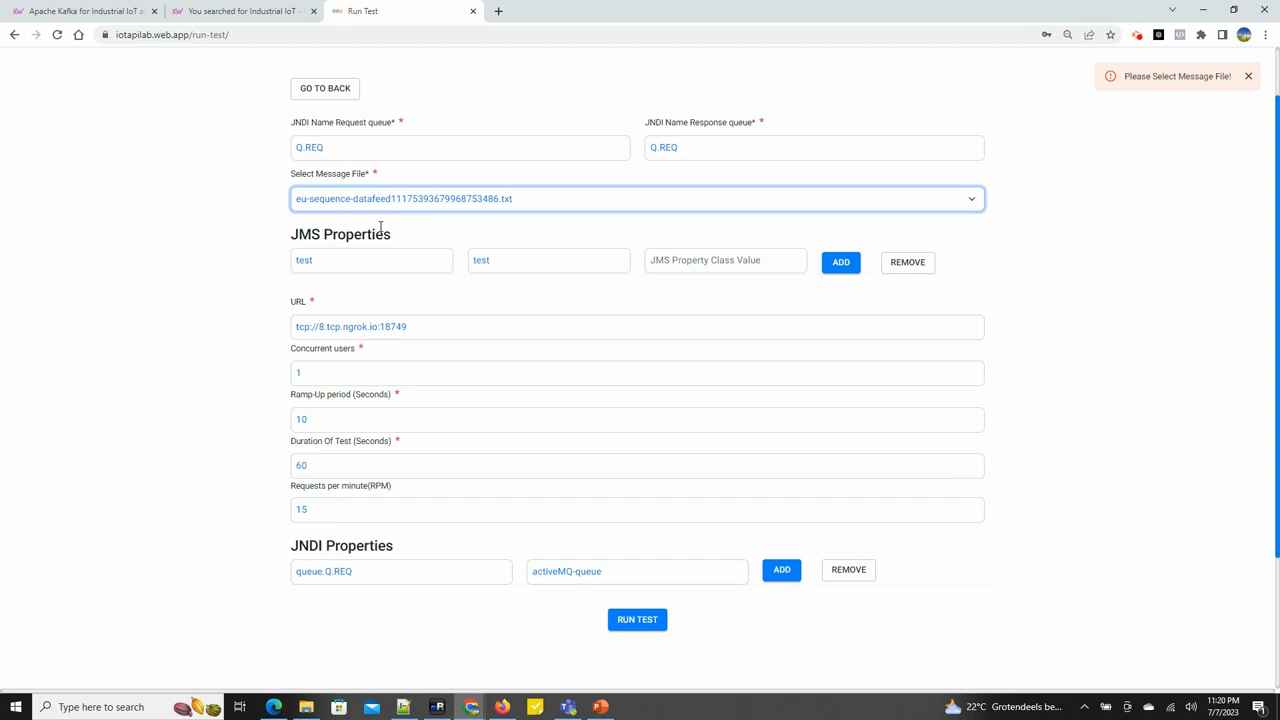 Apache Kafka for Industrial IoT a
You searched for Industrial IoT -
Run Test
iotapilab.web.app/run-test/
Please Select Message File!
GO TO BACK
JNDI Name Request queue* *
JNDI Name Response queue* *
Q.REQ
Q.REQ
Select Message File* *
eu-sequence-datafeed11175393679968753486.txt
JMS Properties
test
test
JMS Property Class Value
ADD
REMOVE
URL *
tcp://8.tcp.ngrok.io:18749
Concurrent users *
1
Ramp-Up period (Seconds) *
10
Duration Of Test (Seconds) *
60
Requests per minute(RPM)
15
JNDI Properties
queue.Q.REQ
activeMQ-queue
ADD
REMOVE
RUN TEST
Type here to search
22°C Grotendeels be...
11:20 PM
7/7/2023